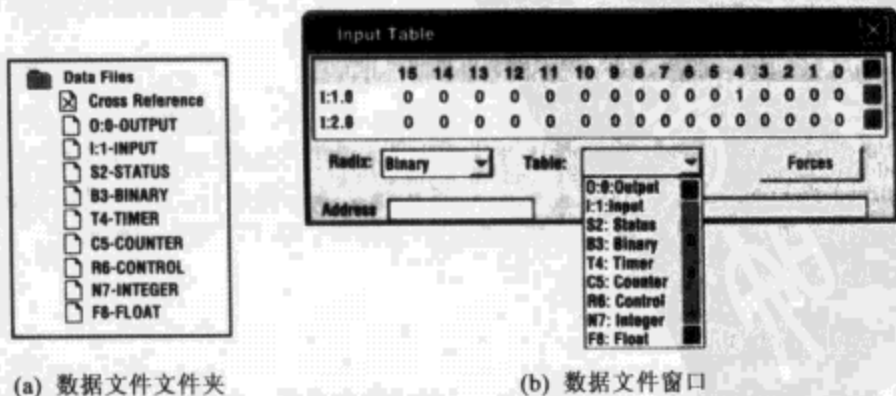 Data Files
Cross Reference
O:0-OUTPUT
I:1-INPUT
S2-STATUS
B3-BINARY
T4-TIMER
C5-COUNTER
R6-CONTROL
N7-INTEGER
F8-FLOAT
(a) 数据文件文件夹
Input Table
15 14 13 12 11 10 9 8 7 6 5 4 3 2 1 0
I:1.0 0 0 0 0 0 0 0 0 0 0 0 1 0 0 0 0
I:2.0 0 0 0 0 0 0 0 0 0 0 0 0 0 0 0 0
Radix: Binary Table: Forces
O:0:Output
I:1:Input
S2: Status
B3: Binary
T4: Timer
C5: Counter
R6: Control
N7: Integer
F8: Float
Address
(b) 数据文件窗口